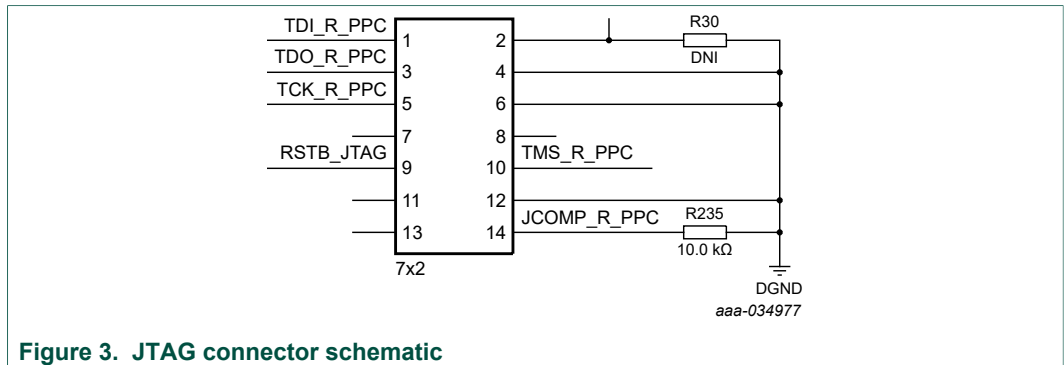 TDI_R_PPC
TDO_R_PPC
TCK_R_PPC
RSTB_JTAG
1
3
5
7
9
11
13
2
4
6
8
10
12
14
7x2
TMS_R_PPC
JCOMP_R_PPC
R30
DNI
R235
10.0 kΩ
DGND
aaa-034977
Figure 3. JTAG connector schematic